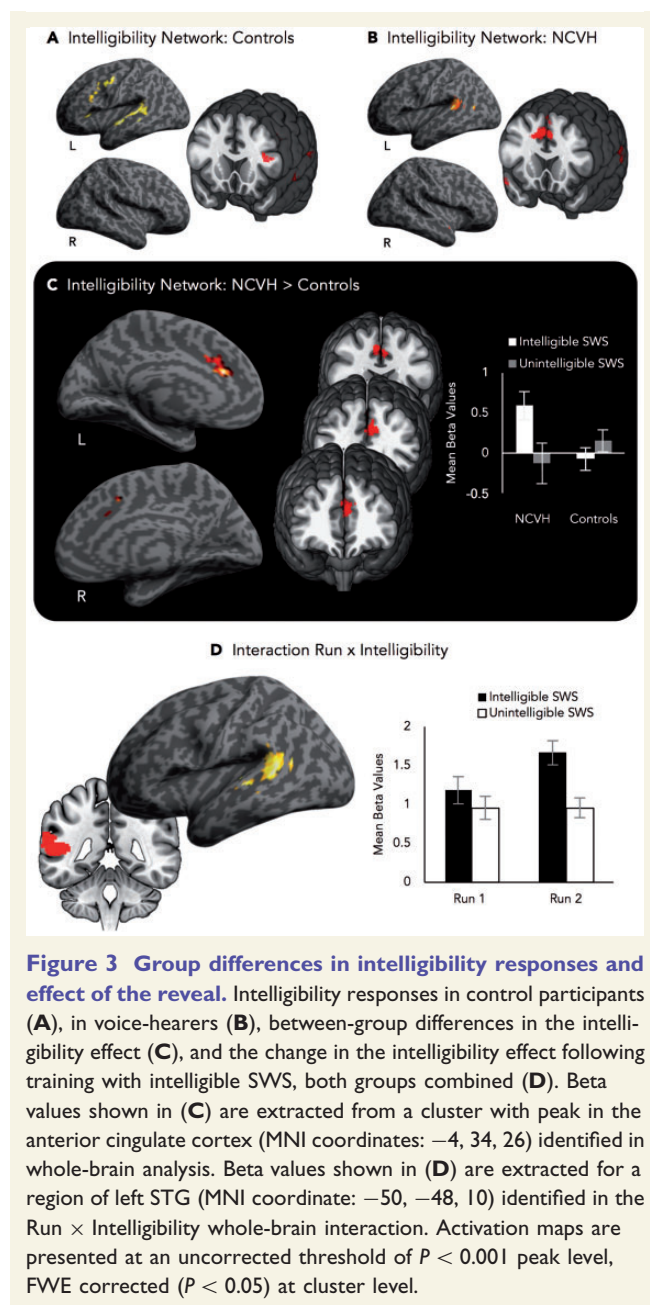 A Intelligibility Network: Controls
B Intelligibility Network: NCVH
L
R
L
R
C Intelligibility Network: NCVH > Controls
L
R
Intelligible SWS
Unintelligible SWS
Mean Beta Values
1
0.5
0
-0.5
NCVH
Controls
D Interaction Run x Intelligibility
Intelligible SWS
Unintelligible SWS
Mean Beta Values
2
1.5
1
0.5
0
Run 1
Run 2
Figure 3 Group differences in intelligibility responses and
effect of the reveal. Intelligibility responses in control participants
(A), in voice-hearers (B), between-group differences in the intelli-
gibility effect (C), and the change in the intelligibility effect following
training with intelligible SWS, both groups combined (D). Beta
values shown in (C) are extracted from a cluster with peak in the
anterior cingulate cortex (MNI coordinates: −4, 34, 26) identified in
whole-brain analysis. Beta values shown in (D) are extracted for a
region of left STG (MNI coordinate: −50, −48, 10) identified in the
Run × Intelligibility whole-brain interaction. Activation maps are
presented at an uncorrected threshold of P < 0.001 peak level,
FWE corrected (P < 0.05) at cluster level.